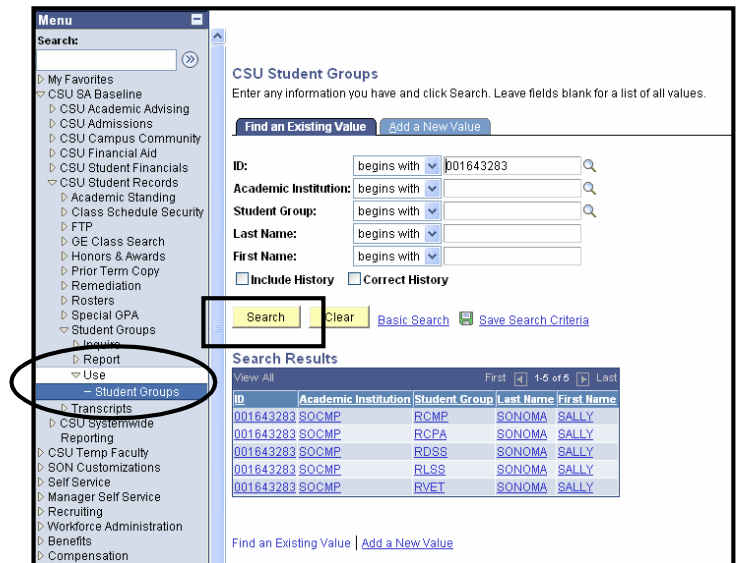 Menu
Search:
My Favorites
CSU SA Baseline
CSU Academic Advising
CSU Admissions
CSU Campus Community
CSU Financial Aid
CSU Student Financials
CSU Student Records
Academic Standing
Class Schedule Security
FTP
GE Class Search
Honors & Awards
Prior Term Copy
Remediation
Rosters
Special GPA
Student Groups
Inquire
Report
Use
– Student Groups
Transcripts
CSU Systemwide
Reporting
CSU Temp Faculty
SON Customizations
Self Service
Manager Self Service
Recruiting
Workforce Administration
Benefits
Compensation
CSU Student Groups
Enter any information you have and click Search. Leave fields blank for a list of all values.
Find an Existing Value Add a New Value
ID: begins with 001643283
Academic Institution: begins with
Student Group: begins with
Last Name: begins with
First Name: begins with
Include History Correct History
Search Clear Basic Search Save Search Criteria
Search Results
View All First 1-5 of 5 Last
ID Academic Institution Student Group Last Name First Name
001643283 SOCMP RCMP SONOMA SALLY
001643283 SOCMP RCPA SONOMA SALLY
001643283 SOCMP RDSS SONOMA SALLY
001643283 SOCMP RLSS SONOMA SALLY
001643283 SOCMP RVET SONOMA SALLY
Find an Existing Value | Add a New Value